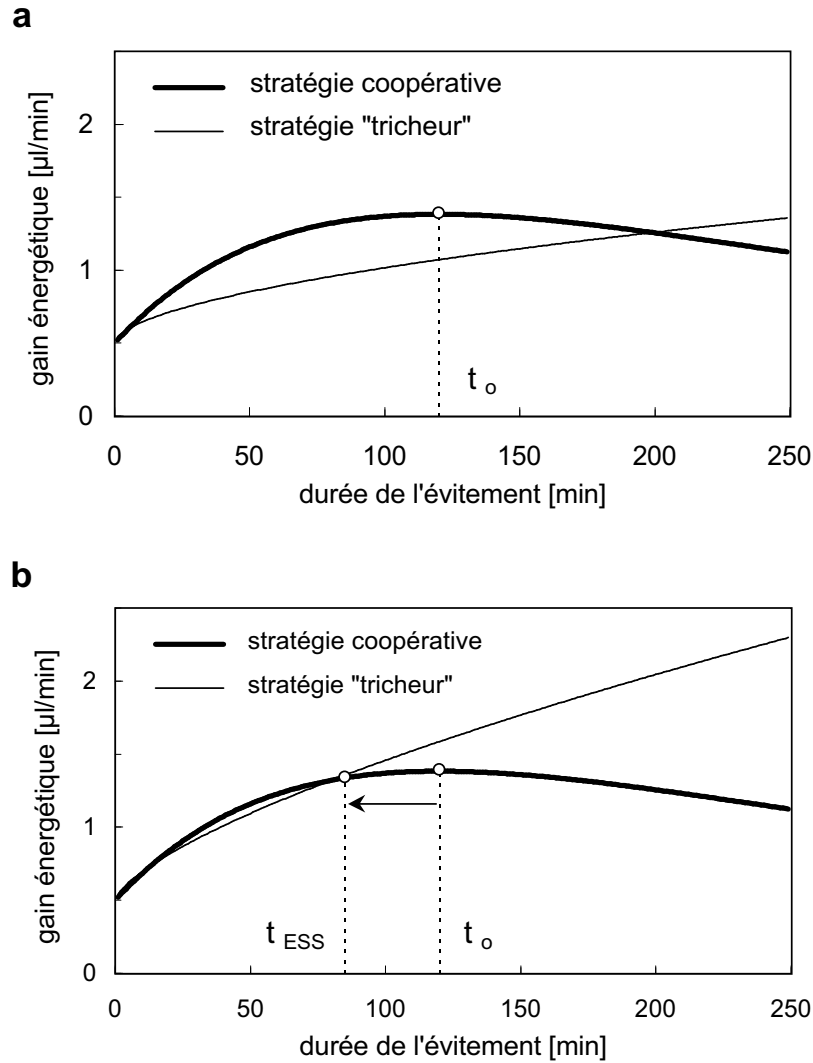 a
gain énergétique [µl/min]
2
1
0
stratégie coopérative
stratégie "tricheur"
t o
0 50 100 150 200 250
durée de l'évitement [min]
b
gain énergétique [µl/min]
2
1
0
stratégie coopérative
stratégie "tricheur"
t ESS t o
0 50 100 150 200 250
durée de l'évitement [min]